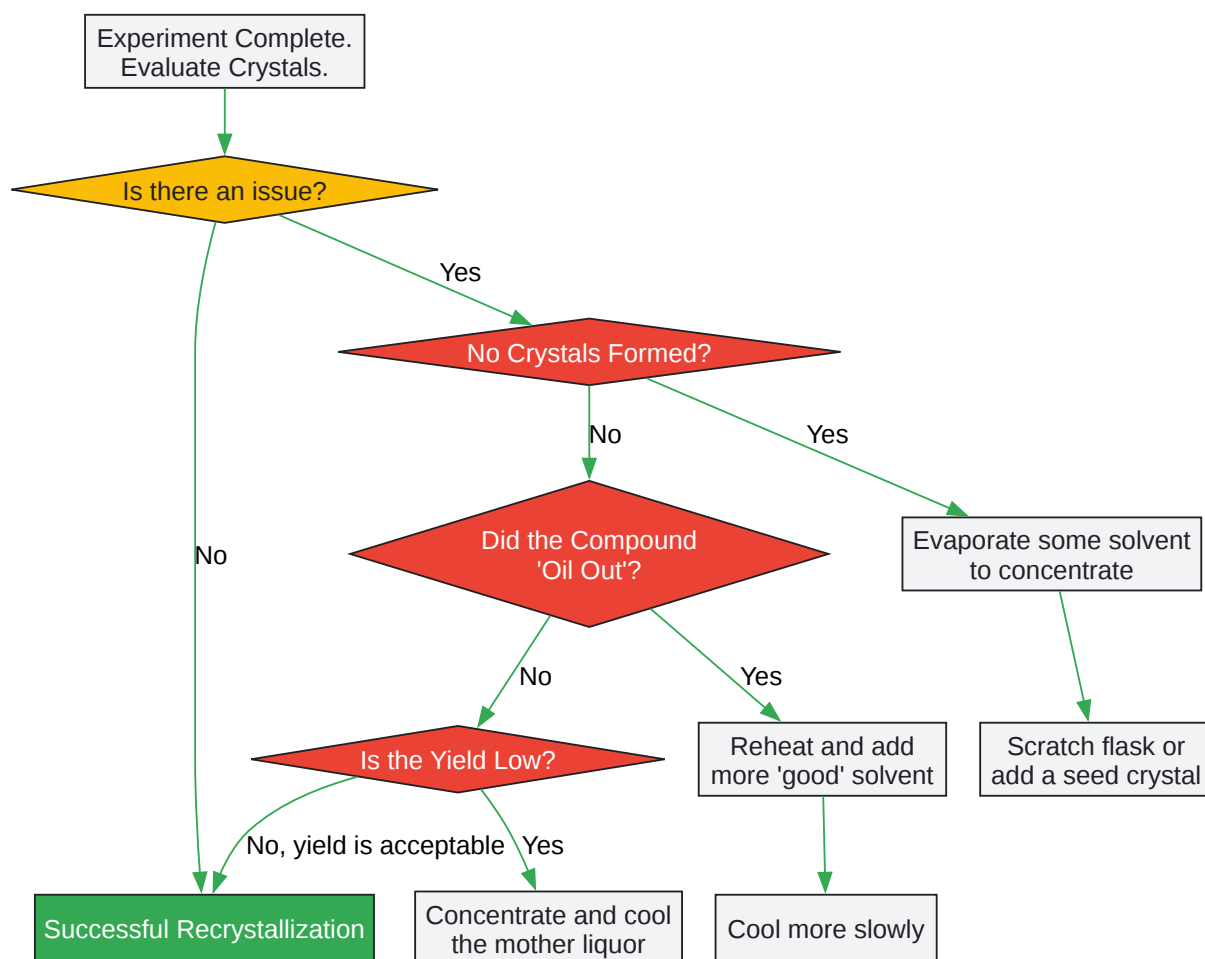 Experiment Complete.
Evaluate Crystals.
Is there an issue?
Yes
No Crystals Formed?
No
Yes
No
Did the Compound
'Oil Out'?
Evaporate some solvent
to concentrate
No
Yes
Is the Yield Low?
Reheat and add
more 'good' solvent
Scratch flask or
add a seed crystal
No, yield is acceptable
Yes
Successful Recrystallization
Concentrate and cool
the mother liquor
Cool more slowly